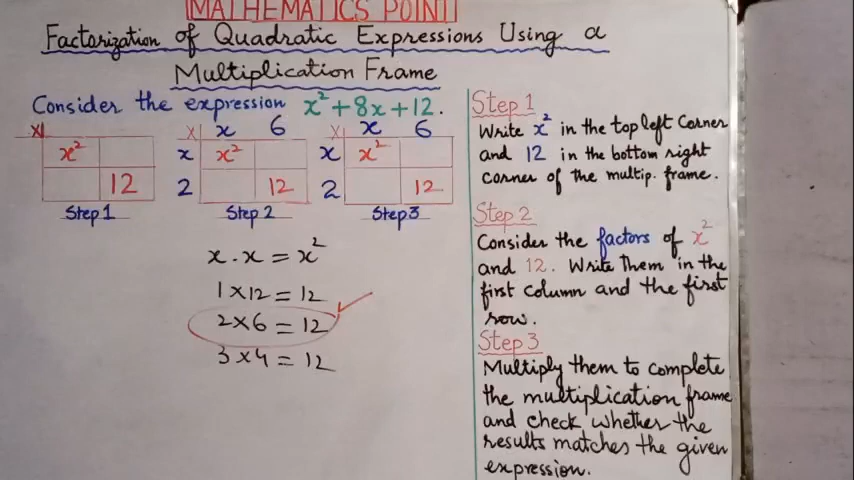 MATHEMATICS POINT
Factorization of Quadratic Expressions Using a
Multiplication Frame
Consider the expression x² + 8x + 12.
×
x²
12
Step 1
× x 6
x x²
2 12
Step 2
× x 6
x x²
2 12
Step 3
x . x = x²
1 × 12 = 12
2 × 6 = 12
3 × 4 = 12
Step 1
Write x² in the top left corner
and 12 in the bottom right
corner of the multip. frame.
Step 2
Consider the factors of x²
and 12. Write them in the
first column and the first
row.
Step 3
Multiply them to complete
the multiplication frame
and check whether the
results matches the given
expression.